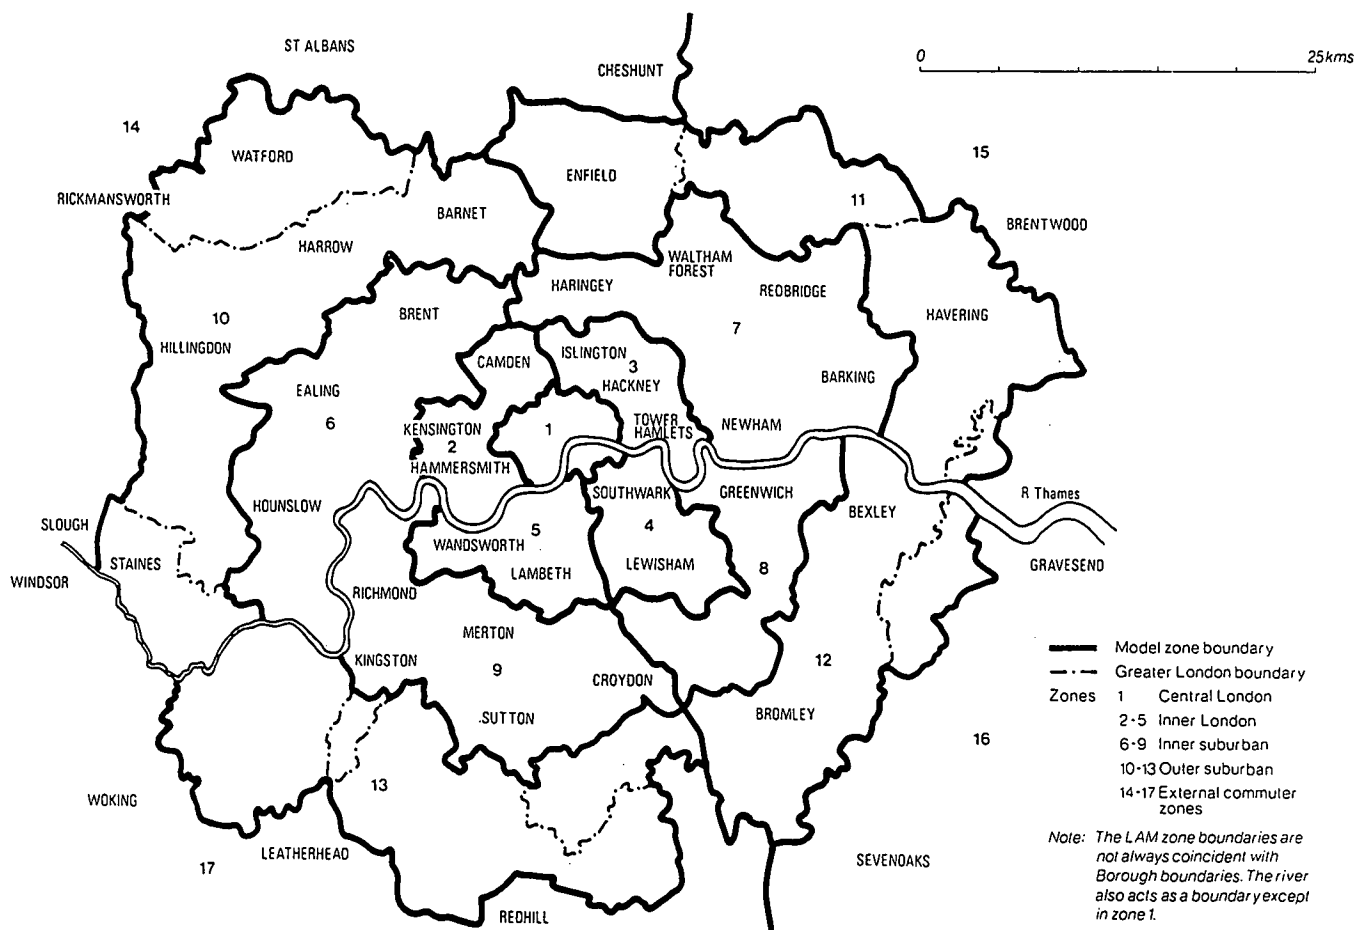 ST ALBANS
CHESHUNT
0 25kms
14
WATFORD
15
ENFIELD
RICKMANSWORTH
BARNET
11
BRENTWOOD
HARROW
WALTHAM
FOREST
HARINGEY
REDBRIDGE
BRENT
HAVERING
10
7
HILLINGDON
CAMDEN
ISLINGTON
3
HACKNEY
BARKING
EALING
6
KENSINGTON
2
HAMMERSMITH
1
TOWER
HAMLETS
NEWHAM
SOUTHWARK
GREENWICH
R Thames
HOUNSLOW
BEXLEY
SLOUGH
5
4
WANDSWORTH
STAINES
LAMBETH
LEWISHAM
8
GRAVESEND
WINDSOR
RICHMOND
MERTON
KINGSTON
9
12
CROYDON
SUTTON
BROMLEY
16
13
WOKING
LEATHERHEAD
17
SEVENOAKS
REDHILL
Model zone boundary
Greater London boundary
Zones 1 Central London
2-5 Inner London
6-9 Inner suburban
10-13 Outer suburban
14-17 External commuter
zones
Note: The LAM zone boundaries are
not always coincident with
Borough boundaries. The river
also acts as a boundary except
in zone 1.